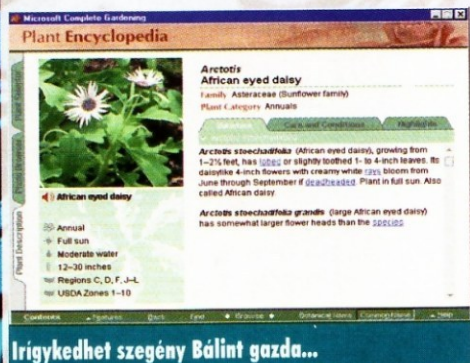 Microsoft Complete Gardening
Plant Encyclopedia
Plant Selector
Plant Browser
Plant Description
Arctotis
African eyed daisy
Family Asteraceae (Sunflower family)
Plant Category Annuals
Care and Conditions
Highlights
Arctotis stoechadifolia (African eyed daisy), growing from
1–2½ feet, has lobed or slightly toothed 1- to 4-inch leaves. Its
daisylike 4-inch flowers with creamy white rays bloom from
June through September if deadheaded. Plant in full sun. Also
called African daisy.
Arctotis stoechadifolia grandis (large African eyed daisy)
has somewhat larger flower heads than the species.
African eyed daisy
Annual
Full sun
Moderate water
12–30 inches
Regions C, D, F, J–L
USDA Zones 1–10
Contents Features Back Find Browse Botanical Name Common Name Help
Irígykedhet szegény Bálint gazda...